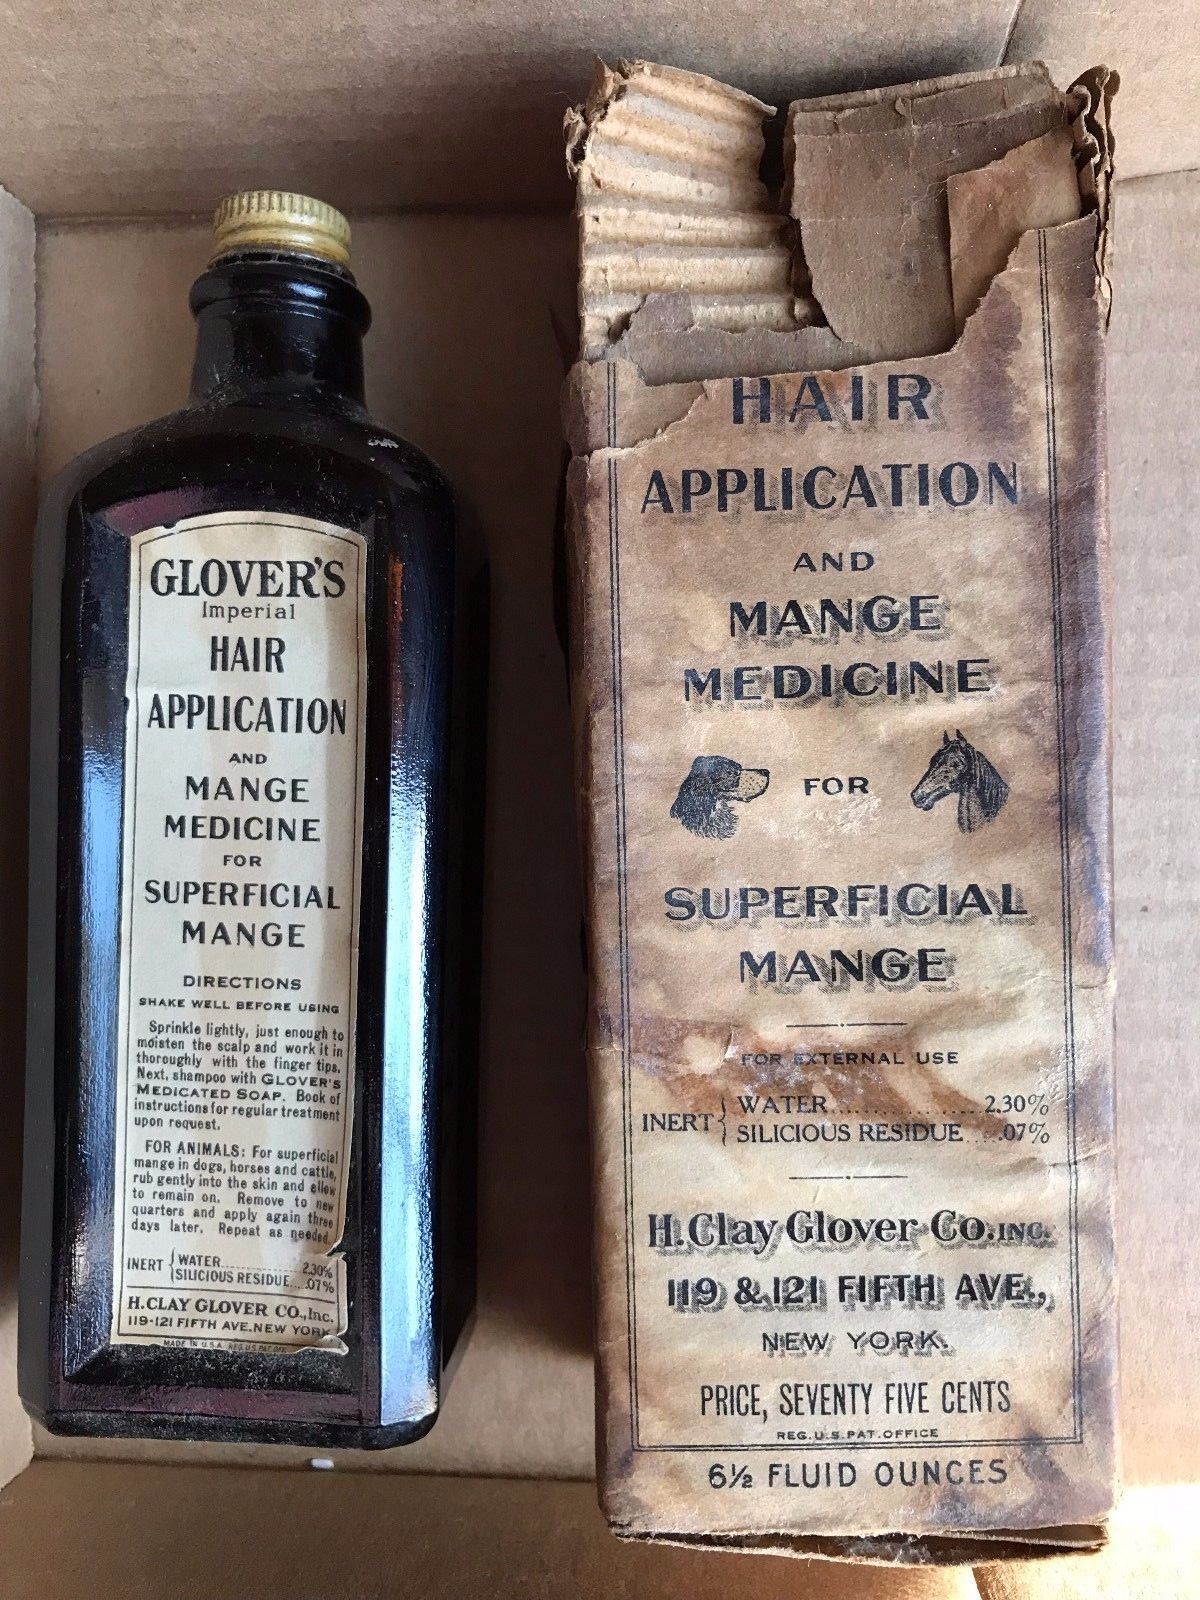 GLOVER'S
Imperial
HAIR
APPLICATION
AND
MANGE
MEDICINE
FOR
SUPERFICIAL
MANGE
DIRECTIONS
SHAKE WELL BEFORE USING
Sprinkle lightly, just enough to
moisten the scalp and work it in
thoroughly with the finger tips.
Next, shampoo with GLOVER'S
MEDICATED SOAP. Book of
instructions for regular treatment
upon request.
FOR ANIMALS: For superficial
mange in dogs, horses and cattle,
rub gently into the skin and allow
to remain on. Remove to new
quarters and apply again three
days later. Repeat as needed.
INERT { WATER 2.30%
SILICIOUS RESIDUE .07%
H. CLAY GLOVER CO., Inc.
119-121 FIFTH AVE. NEW YORK
MADE IN U.S.A. REG. U.S. PAT. OFF.
HAIR
APPLICATION
AND
MANGE
MEDICINE
FOR
SUPERFICIAL
MANGE
FOR EXTERNAL USE
INERT { WATER 2.30%
SILICIOUS RESIDUE .07%
H. Clay Glover Co. INC.
119 & 121 FIFTH AVE.,
NEW YORK.
PRICE, SEVENTY FIVE CENTS
REG. U.S. PAT. OFFICE
6½ FLUID OUNCES